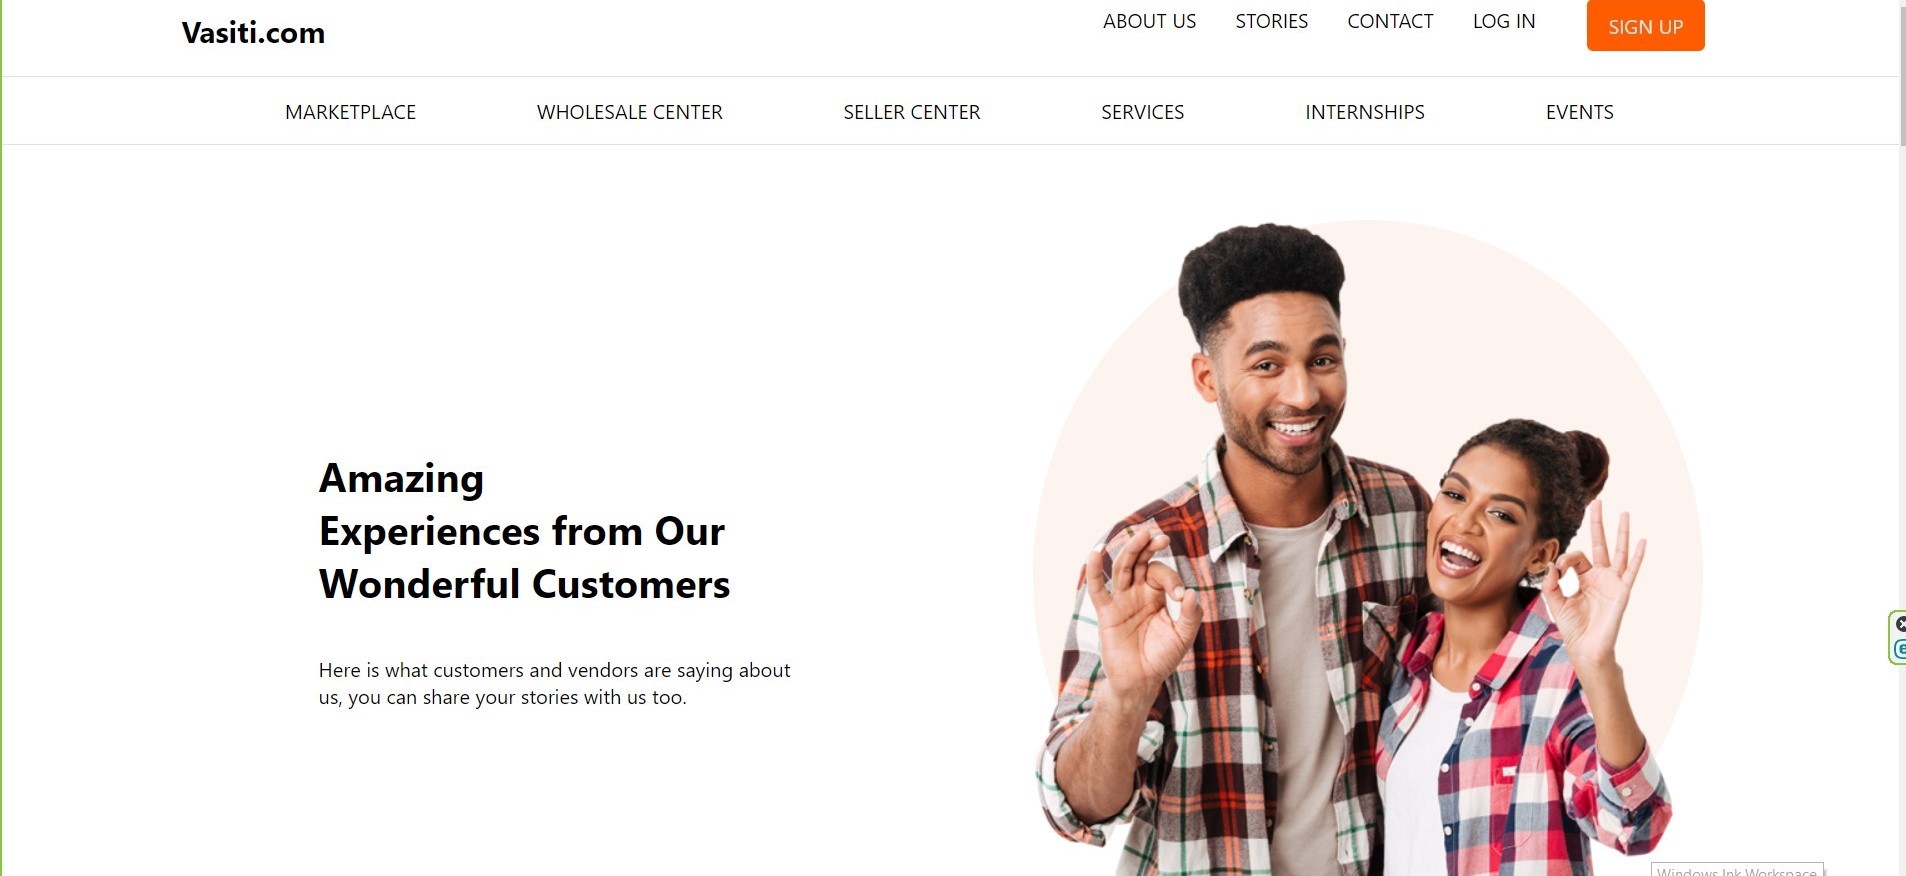 Vasiti.com
ABOUT US STORIES CONTACT LOG IN SIGN UP
MARKETPLACE WHOLESALE CENTER SELLER CENTER SERVICES INTERNSHIPS EVENTS
Amazing
Experiences from Our
Wonderful Customers
Here is what customers and vendors are saying about
us, you can share your stories with us too.
Windows Ink Workspace